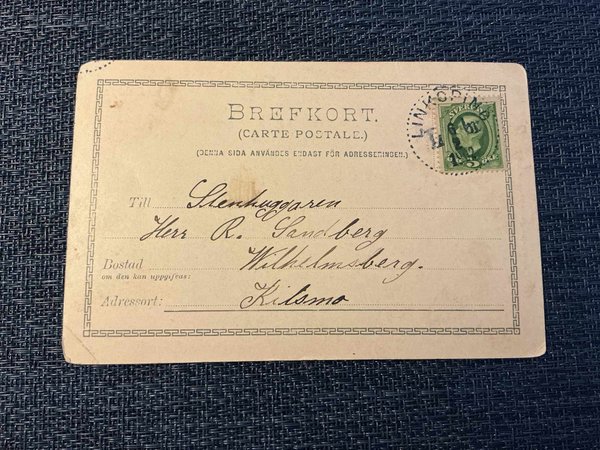 BREFKORT.
(CARTE POSTALE.)
(DENNA SIDA ANVÄNDES ENDAST FÖR ADRESSERINGEN.)
LINKÖPING
Till Stenhuggaren
Herr R. Sandberg
Bostad Wilhelmsberg.
om den kan uppgifvas:
Adressort: Kilsmo